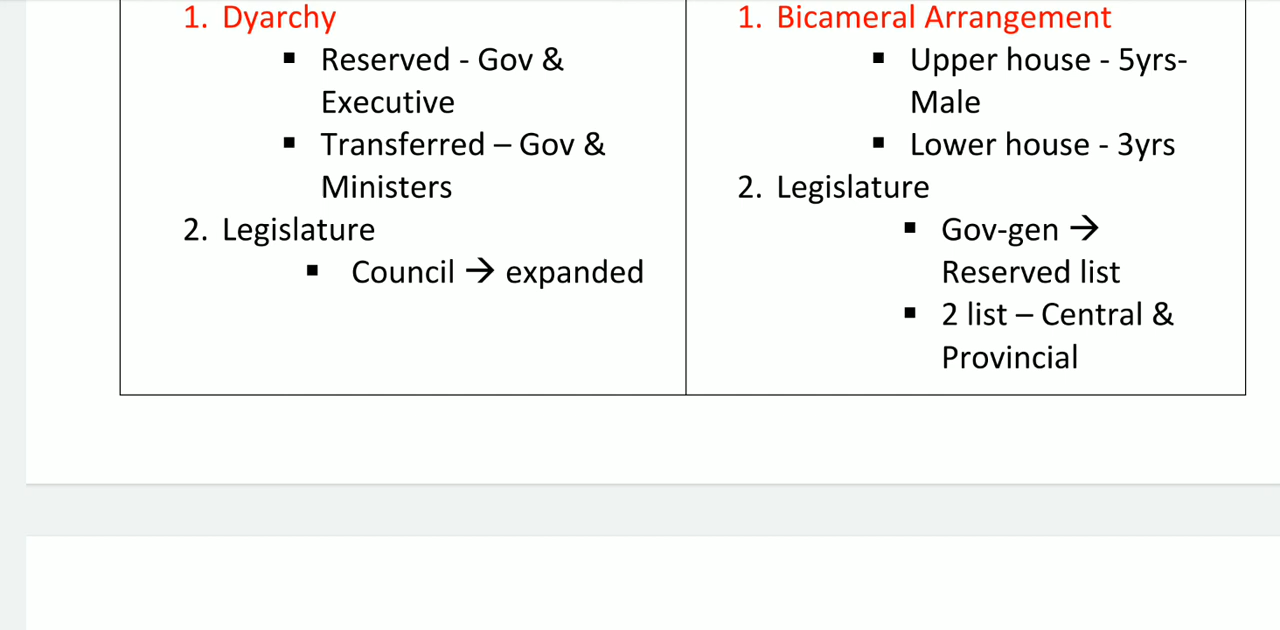 1. Dyarchy
▪ Reserved - Gov &
Executive
▪ Transferred – Gov &
Ministers
2. Legislature
▪ Council → expanded
1. Bicameral Arrangement
▪ Upper house - 5yrs-
Male
▪ Lower house - 3yrs
2. Legislature
▪ Gov-gen →
Reserved list
▪ 2 list – Central &
Provincial